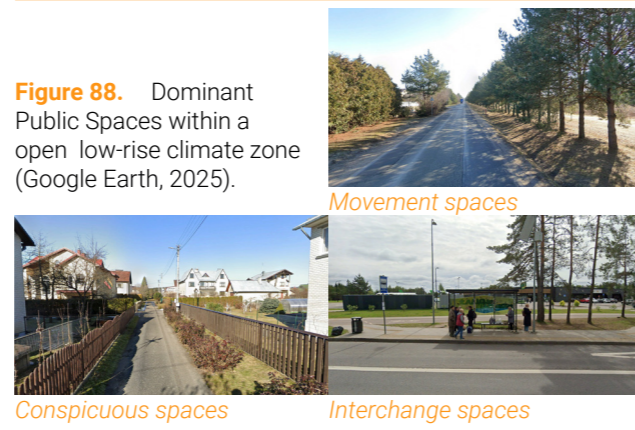 Figure 88. Dominant
Public Spaces within a
open low-rise climate zone
(Google Earth, 2025).
Movement spaces
Conspicuous spaces
Interchange spaces